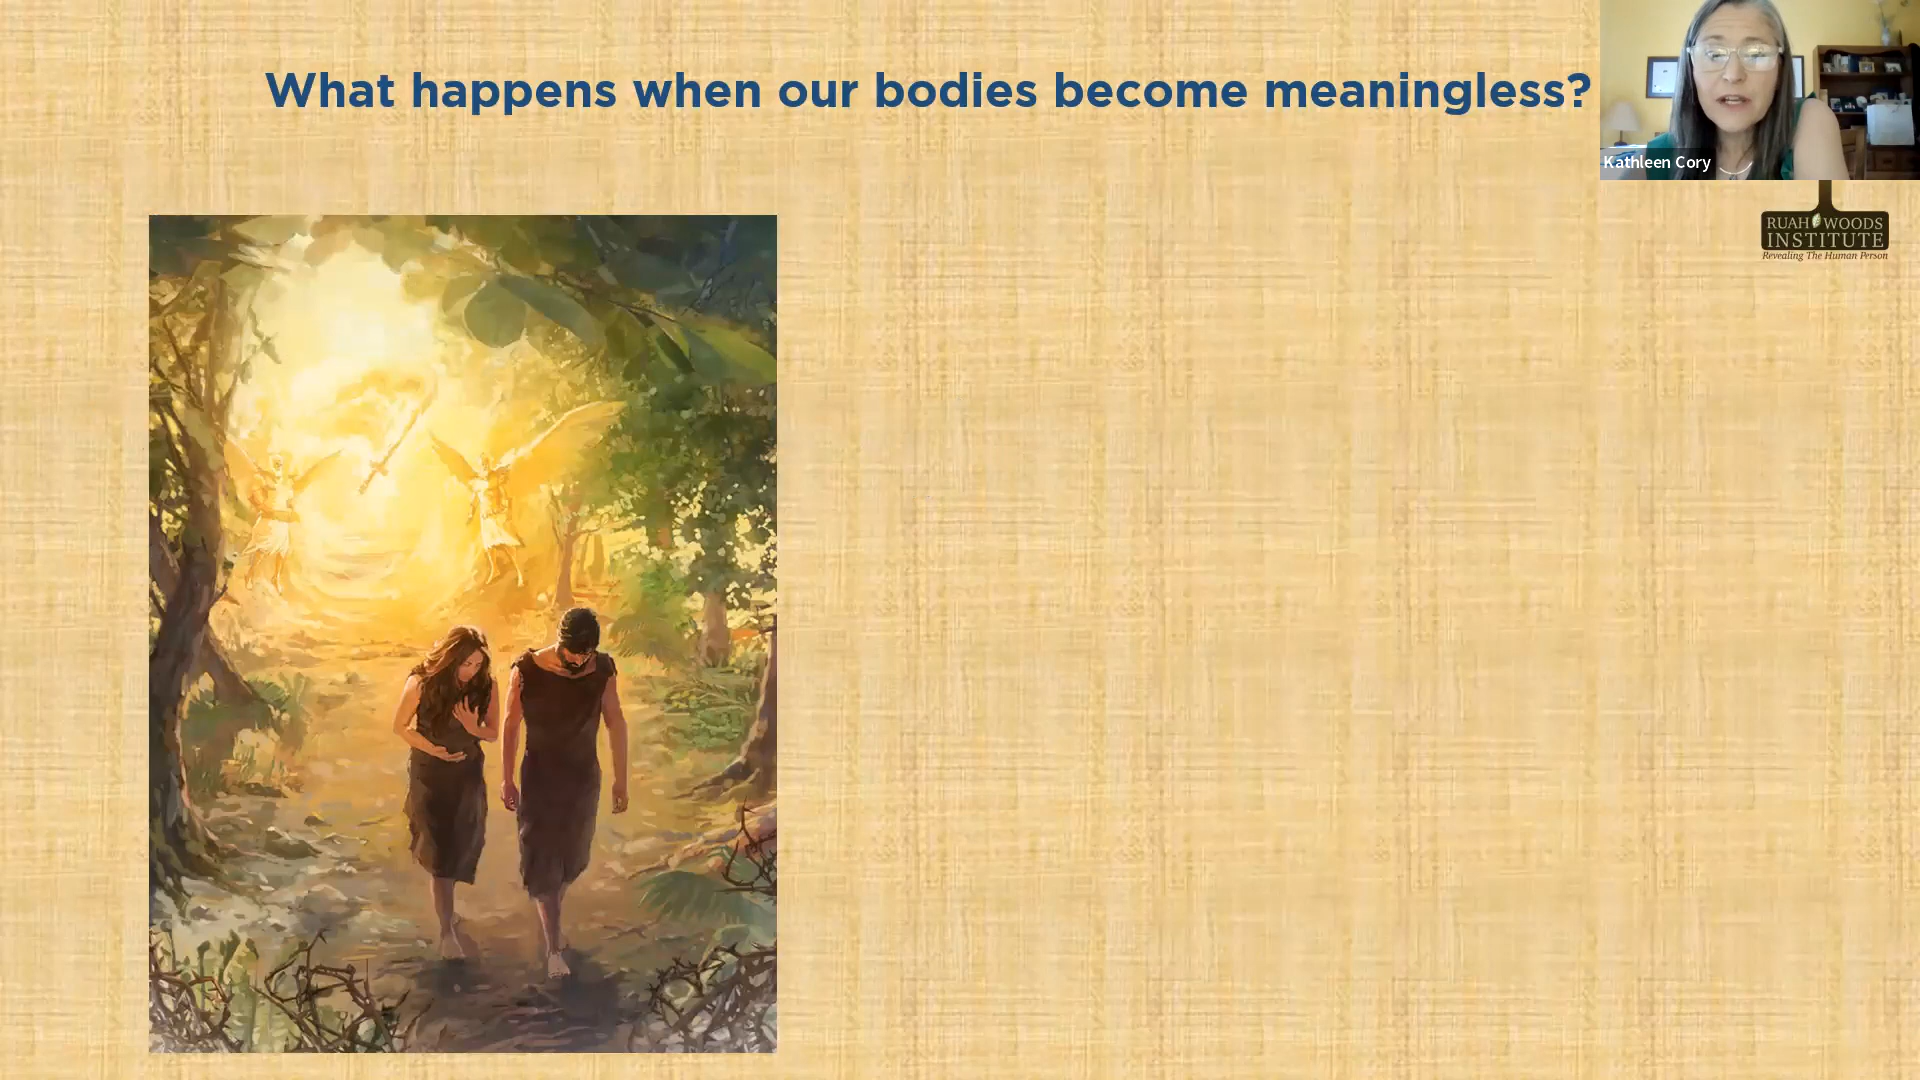 What happens when our bodies become meaningless?
Kathleen Cory
RUAH WOODS
INSTITUTE
Revealing The Human Person